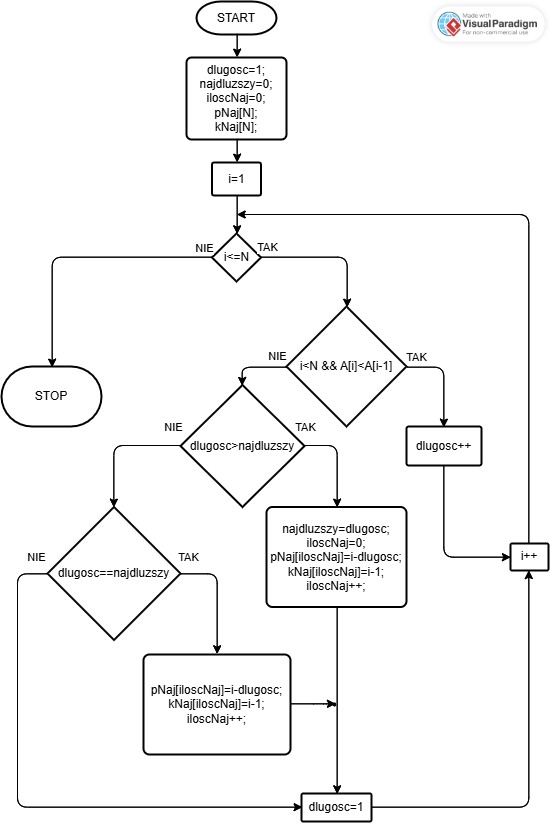 START
Made with
VisualParadigm
For non-commercial use
dlugosc=1;
najdluzszy=0;
iloscNaj=0;
pNaj[N];
kNaj[N];
i=1
NIE
TAK
i<=N
STOP
NIE
TAK
i<N && A[i]<A[i-1]
NIE
TAK
dlugosc>najdluzszy
dlugosc++
najdluzszy=dlugosc;
iloscNaj=0;
pNaj[iloscNaj]=i-dlugosc;
kNaj[iloscNaj]=i-1;
iloscNaj++;
i++
NIE
TAK
dlugosc==najdluzszy
pNaj[iloscNaj]=i-dlugosc;
kNaj[iloscNaj]=i-1;
iloscNaj++;
dlugosc=1